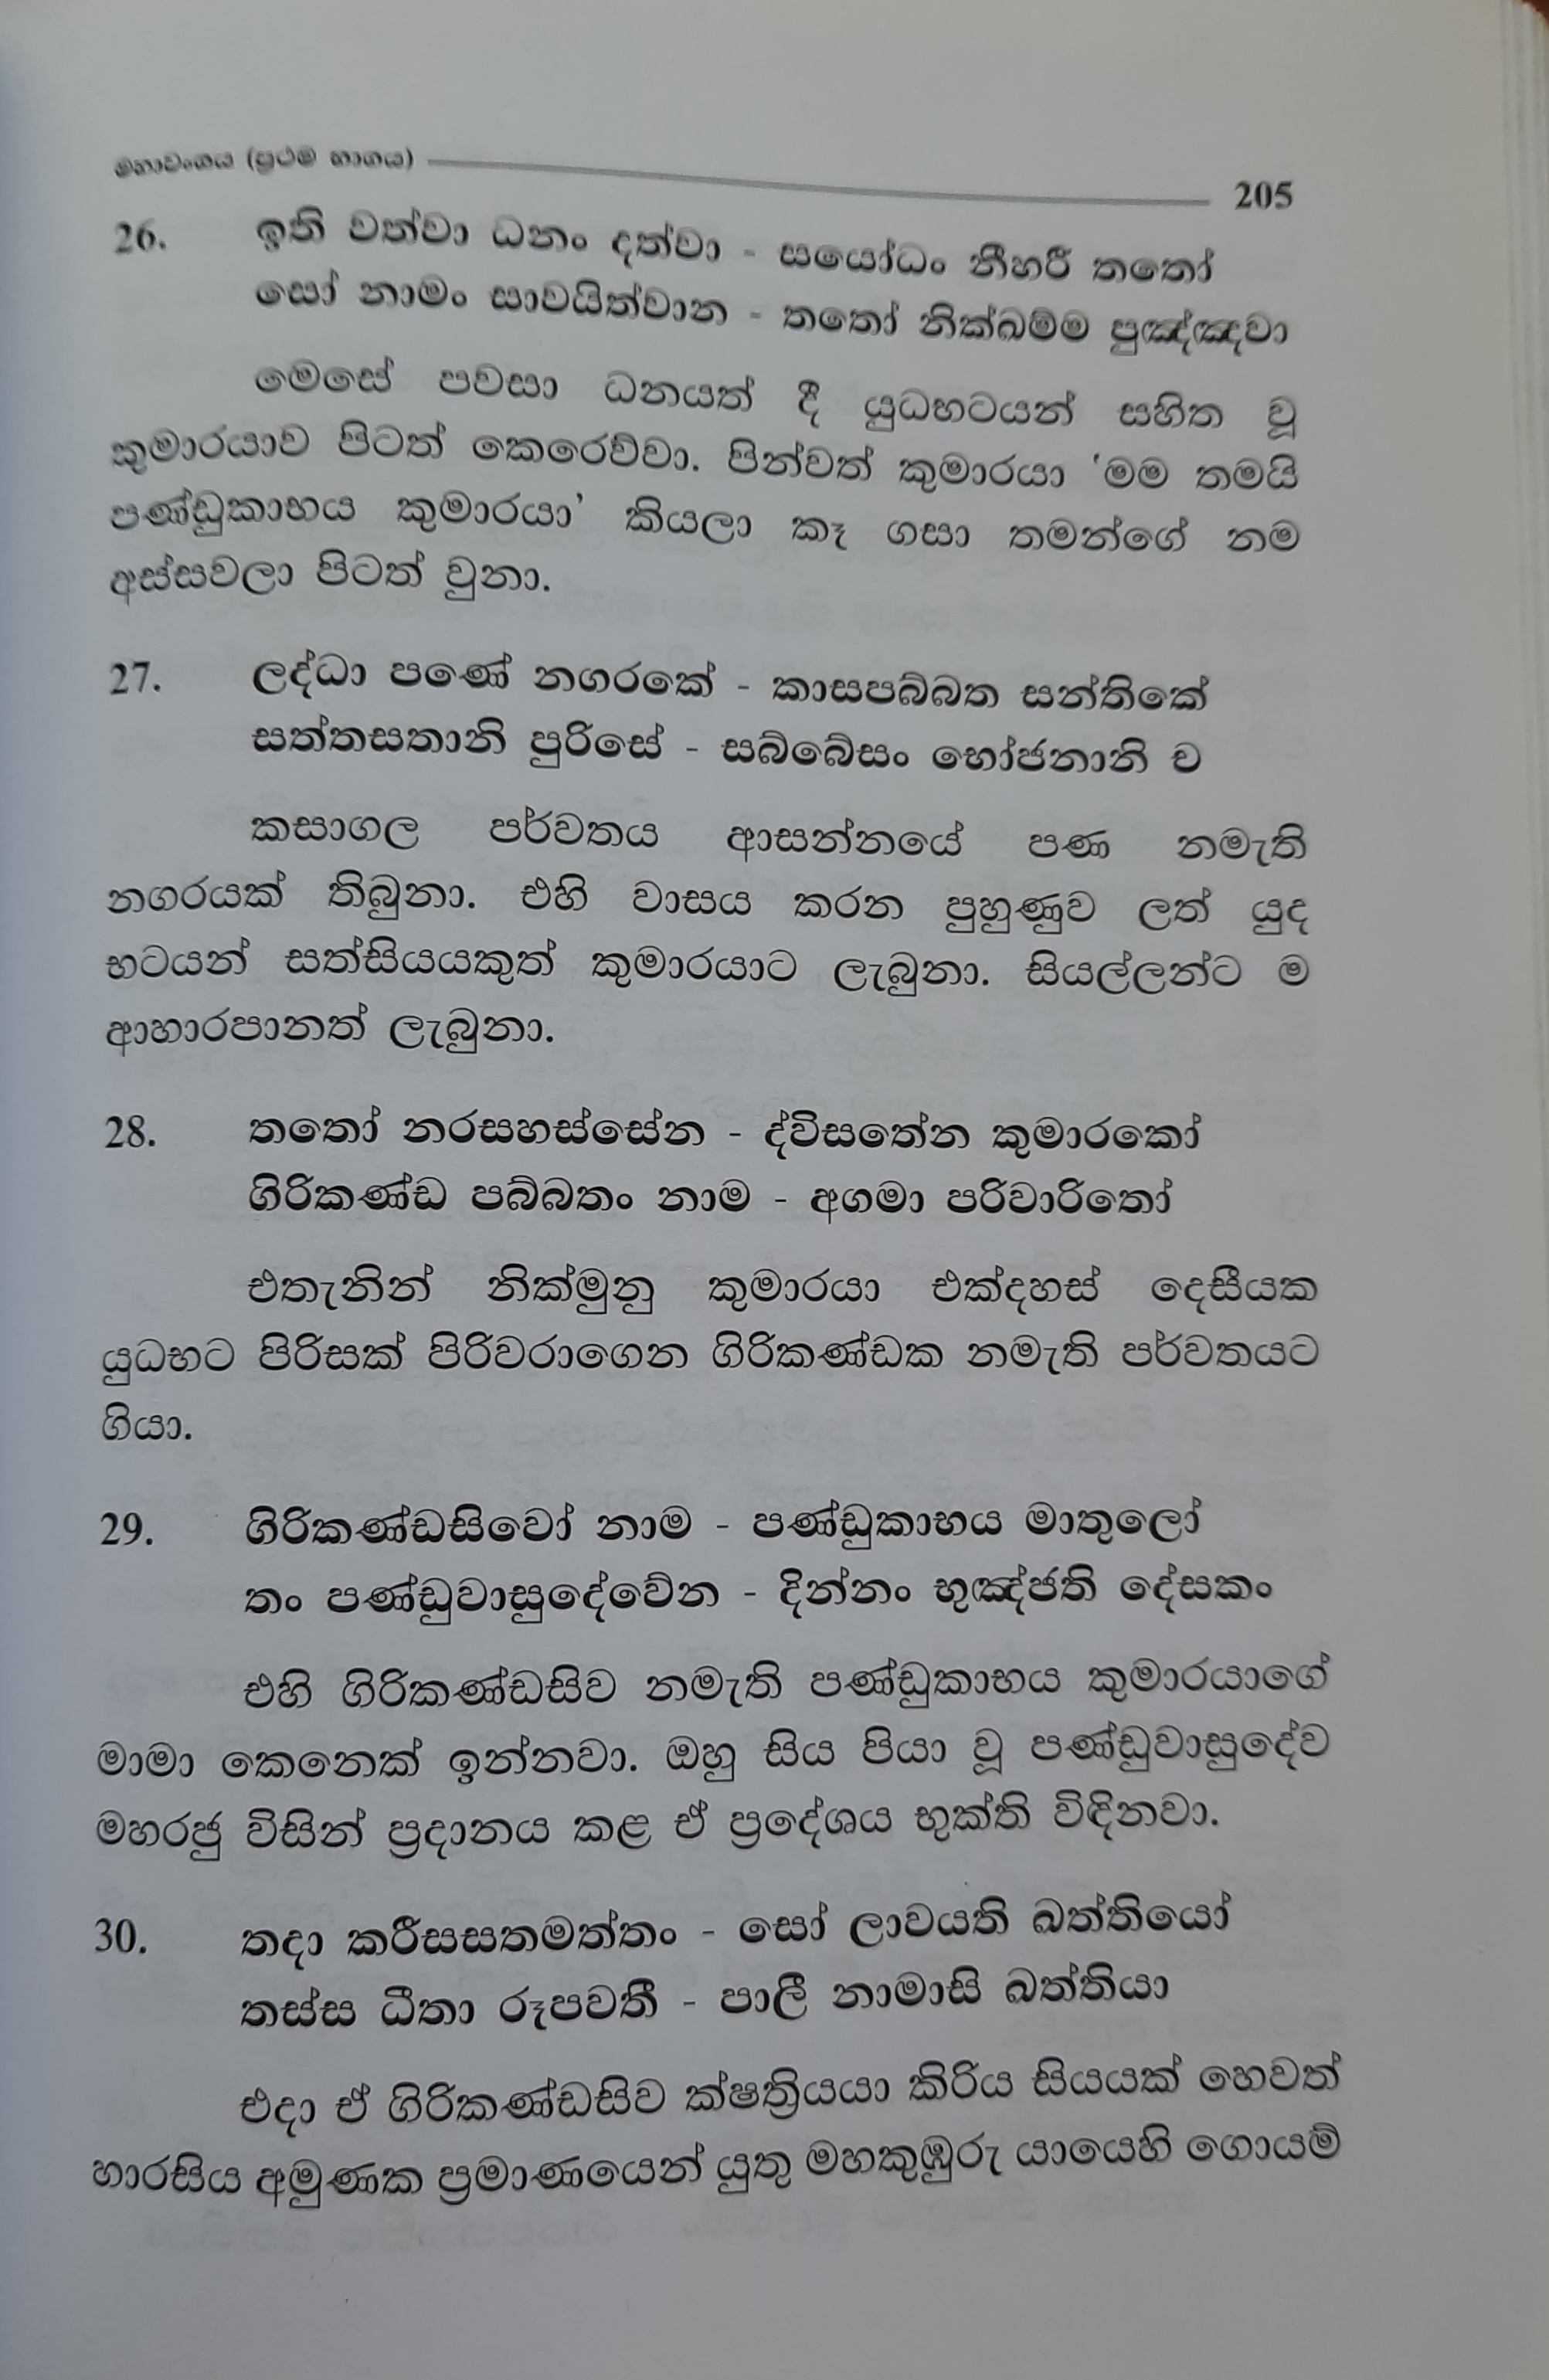 මහාවංශය (ප්‍රථම භාගය)
205
26. ඉති වත්වා ධනං දත්වා - සයෝධං නීහරී තතෝ
සෝ නාමං සාවයිත්වාන - තතෝ නික්ඛම්ම පුඤ්ඤවා
මෙසේ පවසා ධනයත් දී යුධභටයන් සහිත වූ
කුමාරයාව පිටත් කෙරෙව්වා. පින්වත් කුමාරයා ‘මම තමයි
පණ්ඩුකාභය කුමාරයා’ කියලා කෑ ගසා තමන්ගේ නම
අස්සවලා පිටත් වුනා.
27. ලද්ධා පණේ නගරකේ - කාසපබ්බත සන්තිකේ
සත්තසතානි පුරිසේ - සබ්බේසං භෝජනානි ච
කසාගල පර්වතය ආසන්නයේ පණ නමැති
නගරයක් තිබුනා. එහි වාසය කරන පුහුණුව ලත් යුද
භටයන් සත්සියයකුත් කුමාරයාට ලැබුනා. සියල්ලන්ට ම
ආහාරපානත් ලැබුනා.
28. තතෝ නරසහස්සේන - ද්විසතේන කුමාරකෝ
ගිරිකණ්ඩ පබ්බතං නාම - අගමා පරිවාරිතෝ
එතැනින් නික්මුනු කුමාරයා එක්දහස් දෙසීයක
යුධභට පිරිසක් පිරිවරාගෙන ගිරිකණ්ඩක නමැති පර්වතයට
ගියා.
29. ගිරිකණ්ඩසිවෝ නාම - පණ්ඩුකාභය මාතුලෝ
තං පණ්ඩුවාසුදේවේන - දින්නං භුඤ්ජති දේසකං
එහි ගිරිකණ්ඩසිව නමැති පණ්ඩුකාභය කුමාරයාගේ
මාමා කෙනෙක් ඉන්නවා. ඔහු සිය පියා වූ පණ්ඩුවාසුදේව
මහරජු විසින් ප්‍රදානය කළ ඒ ප්‍රදේශය භුක්ති විඳිනවා.
30. තදා කරීසසතමත්තං - සෝ ලාවයති ඛත්තියෝ
තස්ස ධීතා රූපවතී - පාලී නාමාසි ඛත්තියා
එදා ඒ ගිරිකණ්ඩසිව ක්ෂත්‍රියයා කිරිය සියයක් හෙවත්
හාරසිය අමුණක ප්‍රමාණයෙන් යුතු මහකුඹුරු යායෙහි ගොයම්